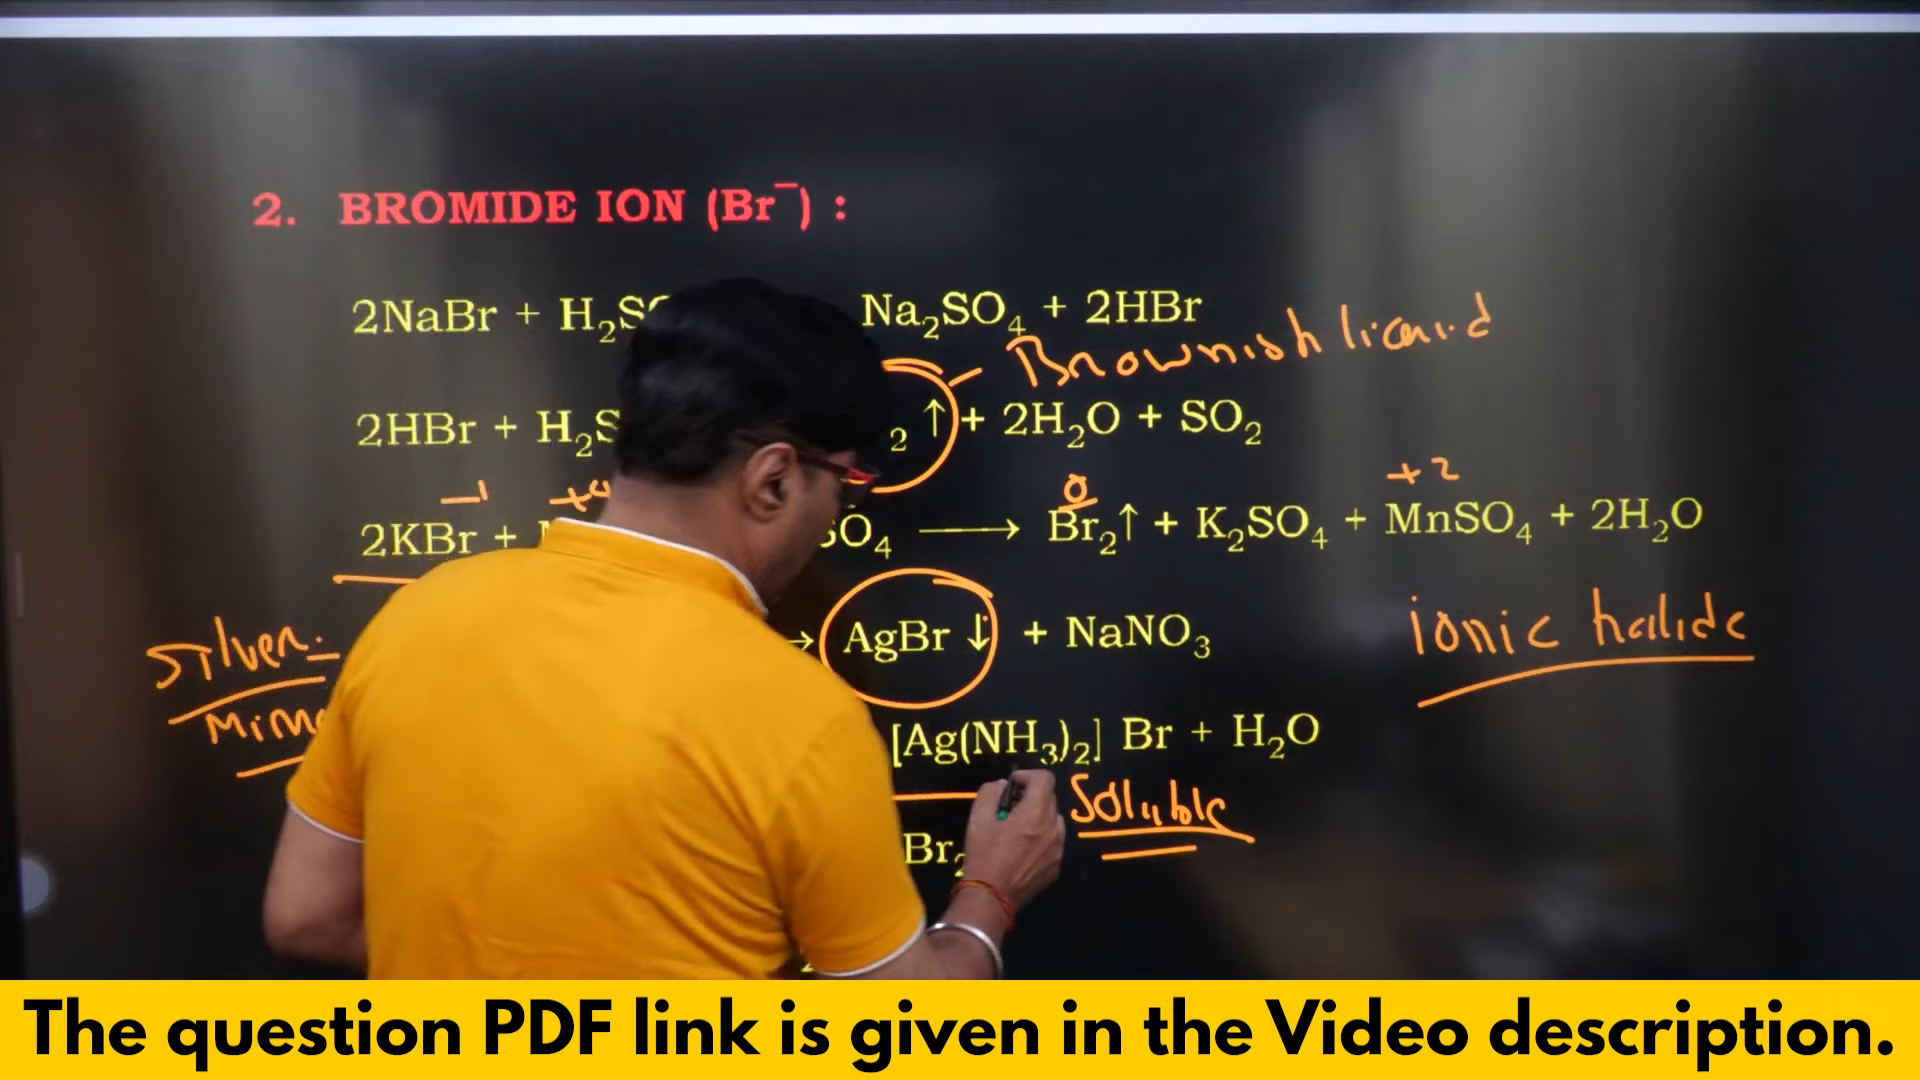 2. BROMIDE ION (Br⁻) :
2NaBr + H₂S Na₂SO₄ + 2HBr
Brownish liquid
2HBr + H₂S ₂ ↑ + 2H₂O + SO₂
-1 +4 0 +2
2KBr + SO₄ ⟶ Br₂↑ + K₂SO₄ + MnSO₄ + 2H₂O
ionic halide
Silver
→ AgBr ↓ + NaNO₃
[Ag(NH₃)₂] Br + H₂O
Soluble
Br₂
The question PDF link is given in the Video description.